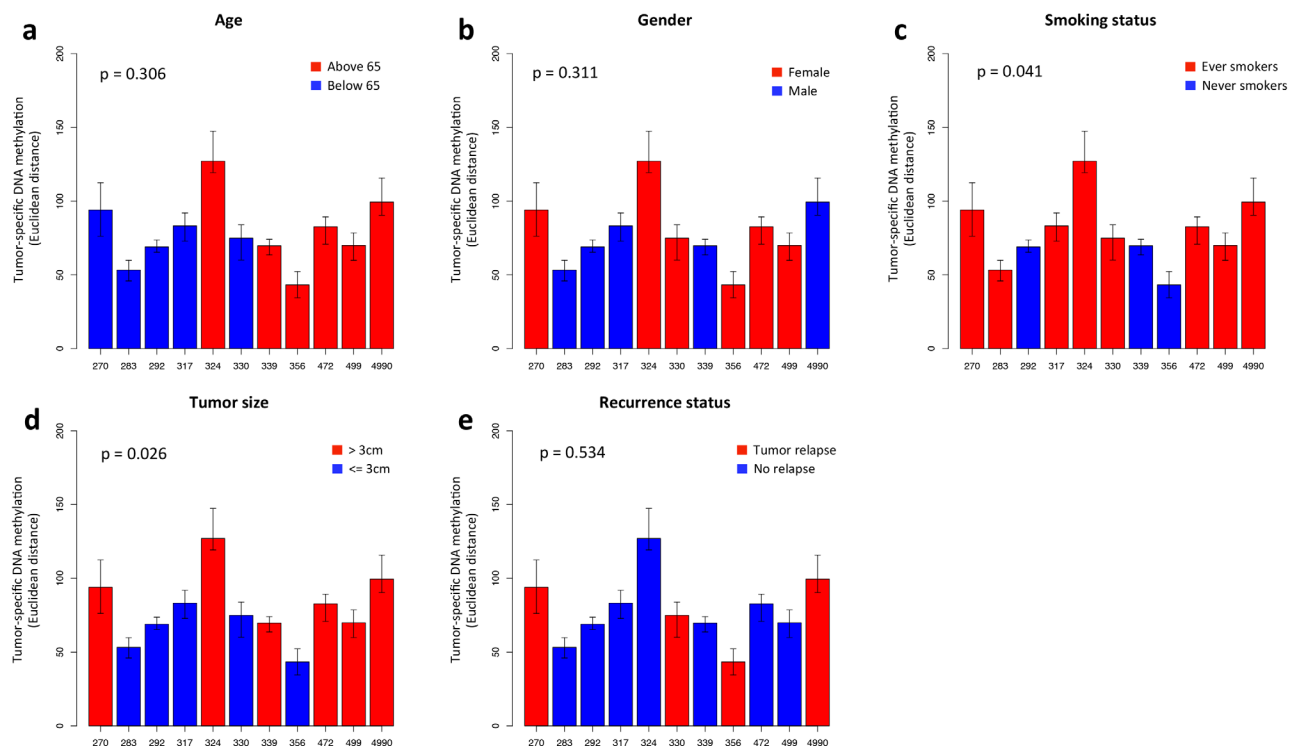 a
Age
p = 0.306
Above 65
Below 65
Tumor-specific DNA methylation
(Euclidean distance)
0
50
100
150
200
270 283 292 317 324 330 339 356 472 499 4990
b
Gender
p = 0.311
Female
Male
Tumor-specific DNA methylation
(Euclidean distance)
0
50
100
150
200
270 283 292 317 324 330 339 356 472 499 4990
c
Smoking status
p = 0.041
Ever smokers
Never smokers
Tumor-specific DNA methylation
(Euclidean distance)
0
50
100
150
200
270 283 292 317 324 330 339 356 472 499 4990
d
Tumor size
p = 0.026
> 3cm
<= 3cm
Tumor-specific DNA methylation
(Euclidean distance)
0
50
100
150
200
270 283 292 317 324 330 339 356 472 499 4990
e
Recurrence status
p = 0.534
Tumor relapse
No relapse
Tumor-specific DNA methylation
(Euclidean distance)
0
50
100
150
200
270 283 292 317 324 330 339 356 472 499 4990